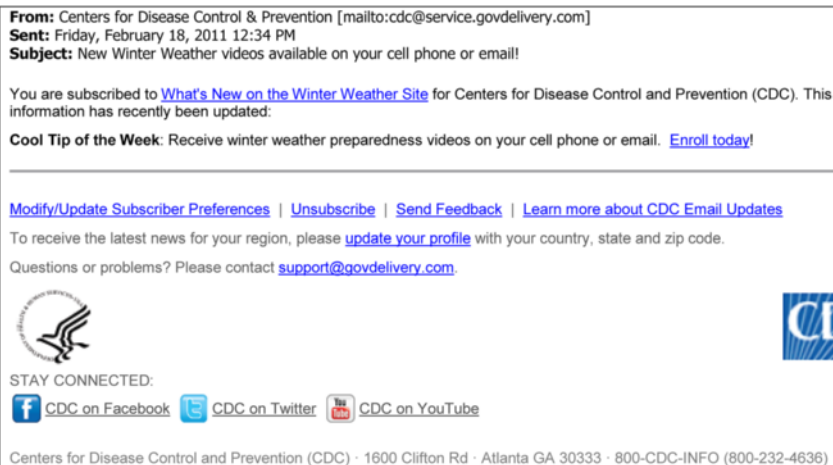 From: Centers for Disease Control & Prevention [mailto:cdc@service.govdelivery.com]
Sent: Friday, February 18, 2011 12:34 PM
Subject: New Winter Weather videos available on your cell phone or email!
You are subscribed to What's New on the Winter Weather Site for Centers for Disease Control and Prevention (CDC). This
information has recently been updated:
Cool Tip of the Week: Receive winter weather preparedness videos on your cell phone or email. Enroll today!
Modify/Update Subscriber Preferences | Unsubscribe | Send Feedback | Learn more about CDC Email Updates
To receive the latest news for your region, please update your profile with your country, state and zip code.
Questions or problems? Please contact support@govdelivery.com.
STAY CONNECTED:
CDC on Facebook CDC on Twitter You Tube CDC on YouTube
Centers for Disease Control and Prevention (CDC) · 1600 Clifton Rd · Atlanta GA 30333 · 800-CDC-INFO (800-232-4636)